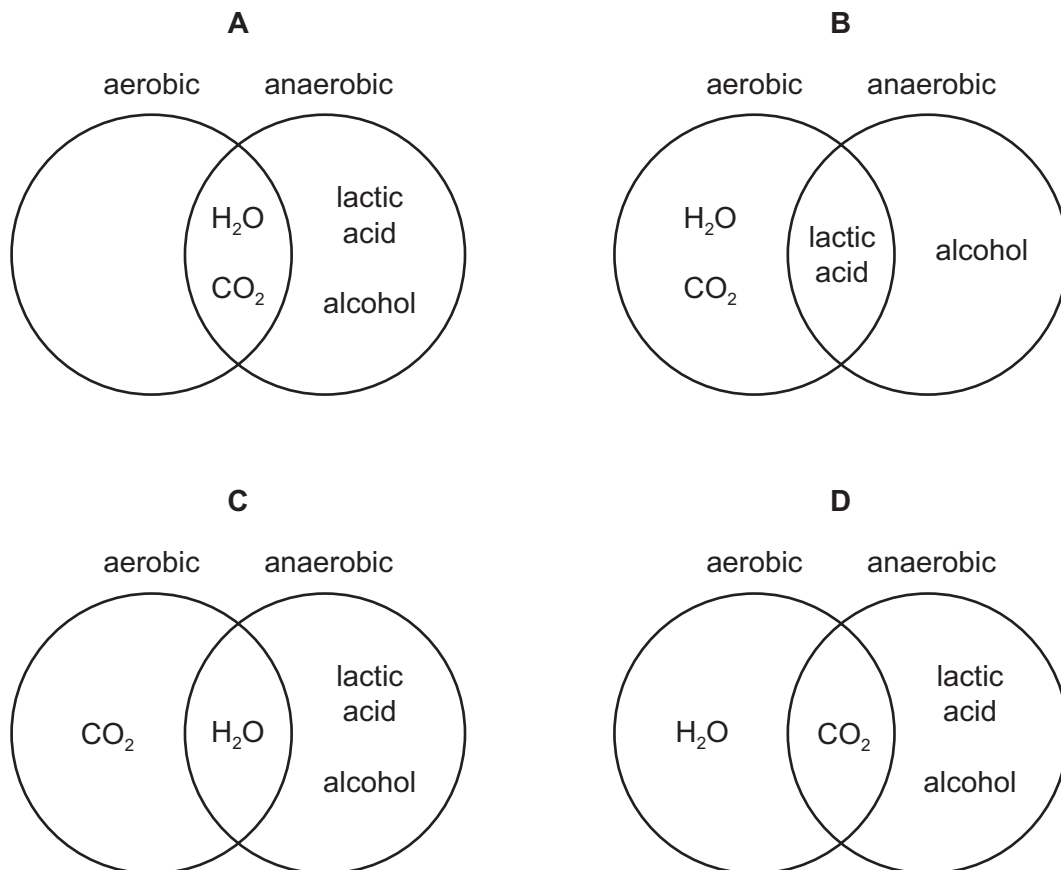 A
aerobic anaerobic
H₂O
CO₂
lactic
acid
alcohol
B
aerobic anaerobic
H₂O
CO₂
lactic
acid
alcohol
C
aerobic anaerobic
CO₂
H₂O
lactic
acid
alcohol
D
aerobic anaerobic
H₂O
CO₂
lactic
acid
alcohol